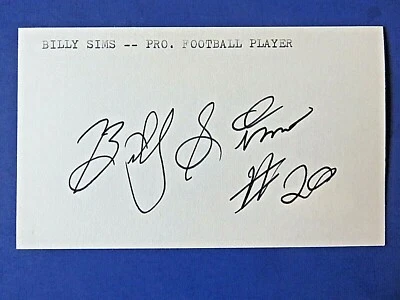 BILLY SIMS -- PRO. FOOTBALL PLAYER
Billy Sims
#20